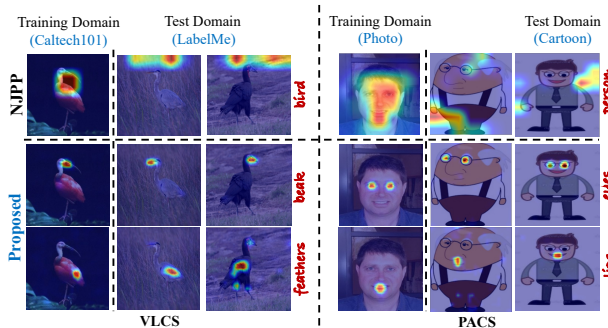 Training Domain
(Caltech101)
Test Domain
(LabelMe)
Training Domain
(Photo)
Test Domain
(Cartoon)
NJPP
bird
person
Proposed
beak
eyes
feathers
VLCS
PACS